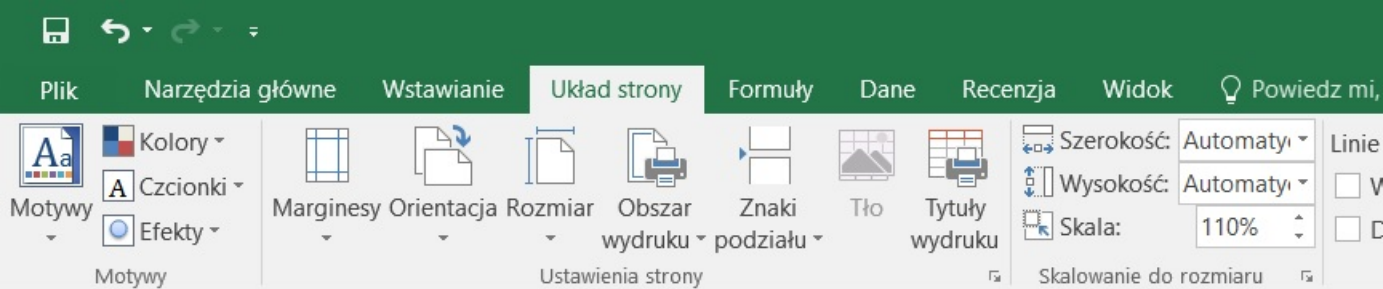 Plik Narzędzia główne Wstawianie Układ strony Formuły Dane Recenzja Widok Powiedz mi,
Aa
Motywy
Kolory
A Czcionki
Efekty
Motywy
Marginesy Orientacja Rozmiar Obszar wydruku Znaki podziału Tło Tytuły wydruku
Ustawienia strony
Szerokość: Automaty
Wysokość: Automaty
Skala: 110%
Skalowanie do rozmiaru
Linie
W
D